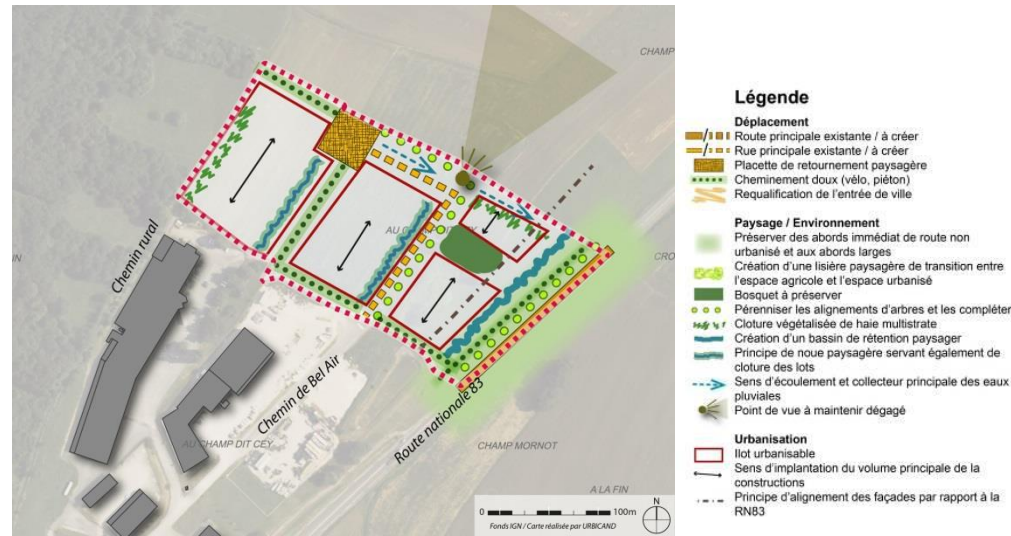 CHAMP
Chemin rural
AU CHAMP DIT CEY
CRO
Chemin de Bel Air
AU CHAMP DIT CEY
Route nationale 83
CHAMP MORNOT
A LA FIN
0 100m
N
Fonds IGN / Carte réalisée par URBICAND
Légende
Déplacement
Route principale existante / à créer
Rue principale existante / à créer
Placette de retournement paysagère
Cheminement doux (vélo, piéton)
Requalification de l'entrée de ville
Paysage / Environnement
Préserver des abords immédiat de route non
urbanisé et aux abords larges
Création d'une lisière paysagère de transition entre
l'espace agricole et l'espace urbanisé
Bosquet à préserver
Pérenniser les alignements d'arbres et les compléter
Cloture végétalisée de haie multistrate
Création d'un bassin de rétention paysager
Principe de noue paysagère servant également de
cloture des lots
Sens d'écoulement et collecteur principale des eaux
pluviales
Point de vue à maintenir dégagé
Urbanisation
Ilot urbanisable
Sens d'implantation du volume principale de la
constructions
Principe d'alignement des façades par rapport à la
RN83